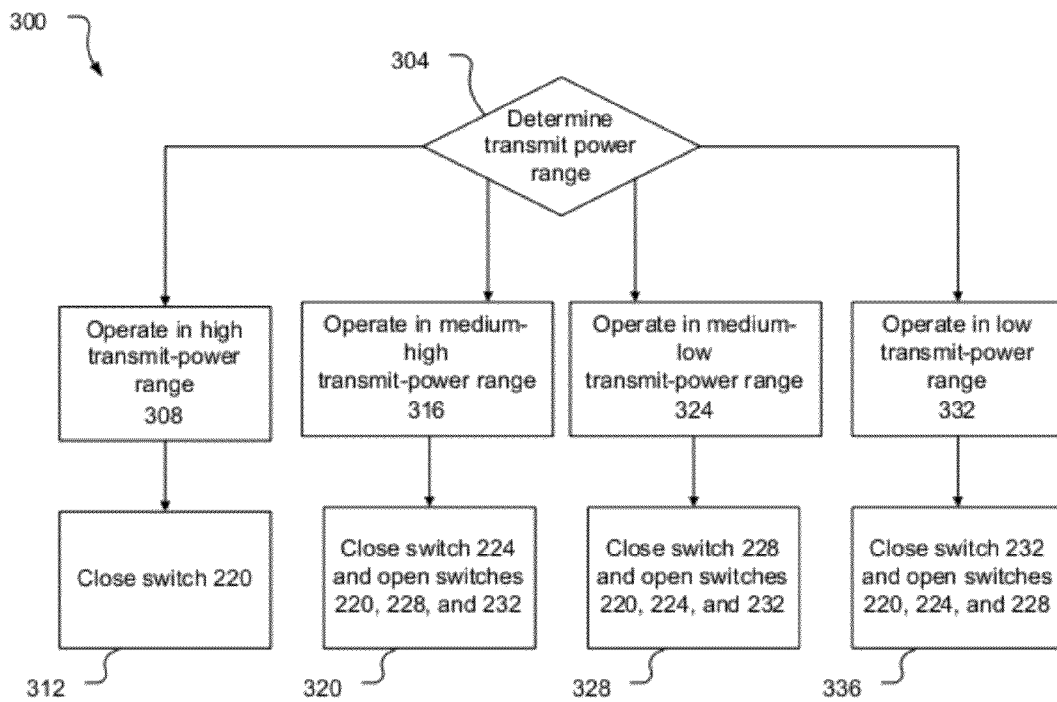 300
304
Determine
transmit power
range
Operate in high
transmit-power
range
308
Operate in medium-
high
transmit-power range
316
Operate in medium-
low
transmit-power range
324
Operate in low
transmit-power
range
332
Close switch 220
Close switch 224
and open switches
220, 228, and 232
Close switch 228
and open switches
220, 224, and 232
Close switch 232
and open switches
220, 224, and 228
312
320
328
336